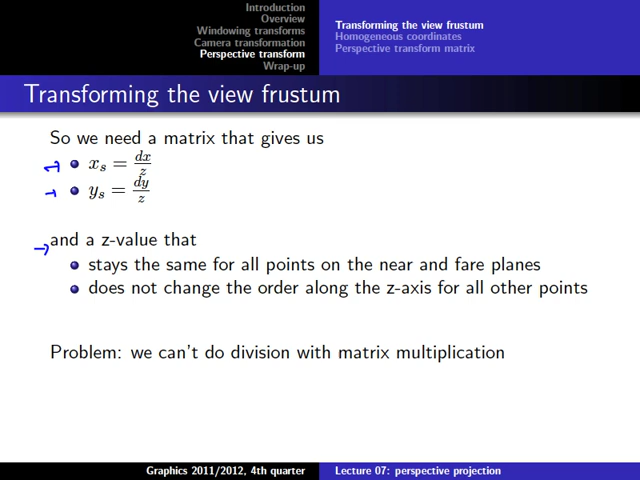 Introduction
Overview
Windowing transforms
Camera transformation
Perspective transform
Wrap-up
Transforming the view frustum
Homogeneous coordinates
Perspective transform matrix
Transforming the view frustum
So we need a matrix that gives us
x_s = dx/z
y_s = dy/z
and a z-value that
stays the same for all points on the near and fare planes
does not change the order along the z-axis for all other points
Problem: we can't do division with matrix multiplication
Graphics 2011/2012, 4th quarter
Lecture 07: perspective projection